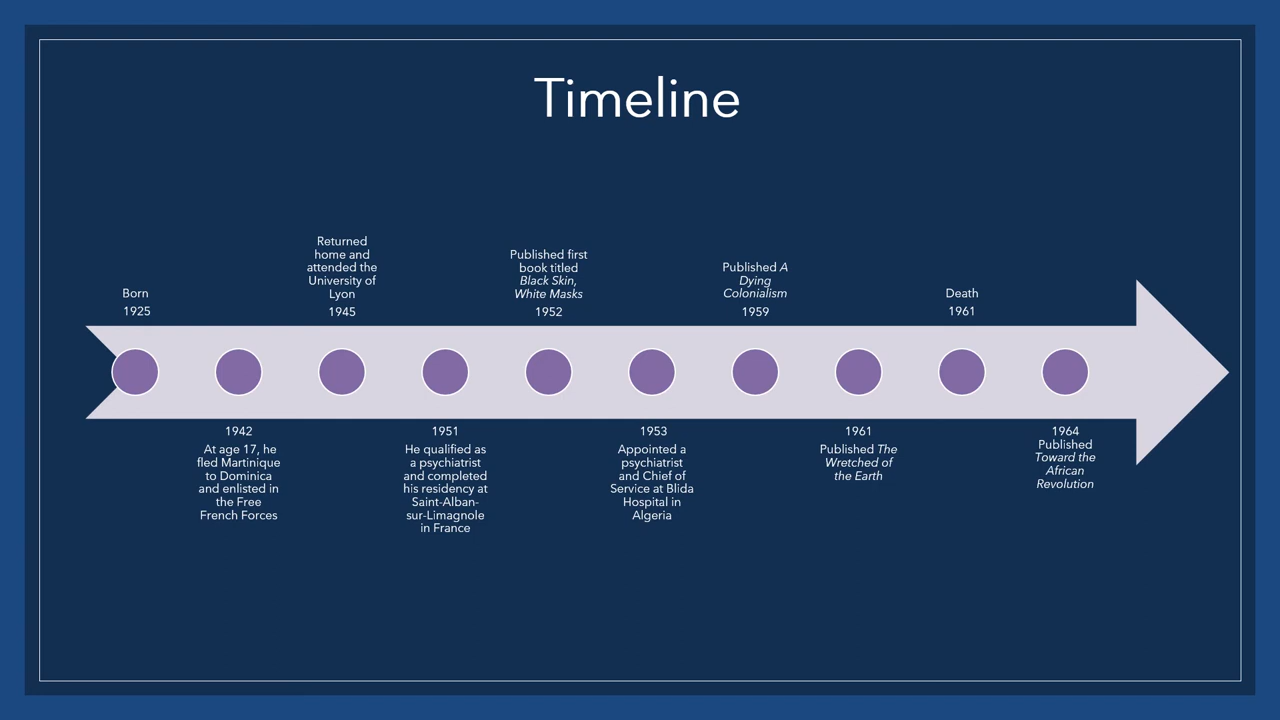 Timeline
Born
1925
1942
At age 17, he
fled Martinique
to Dominica
and enlisted in
the Free
French Forces
Returned
home and
attended the
University of
Lyon
1945
1951
He qualified as
a psychiatrist
and completed
his residency at
Saint-Alban-
sur-Limagnole
in France
Published first
book titled
Black Skin,
White Masks
1952
1953
Appointed a
psychiatrist
and Chief of
Service at Blida
Hospital in
Algeria
Published A
Dying
Colonialism
1959
1961
Published The
Wretched of
the Earth
Death
1961
1964
Published
Toward the
African
Revolution